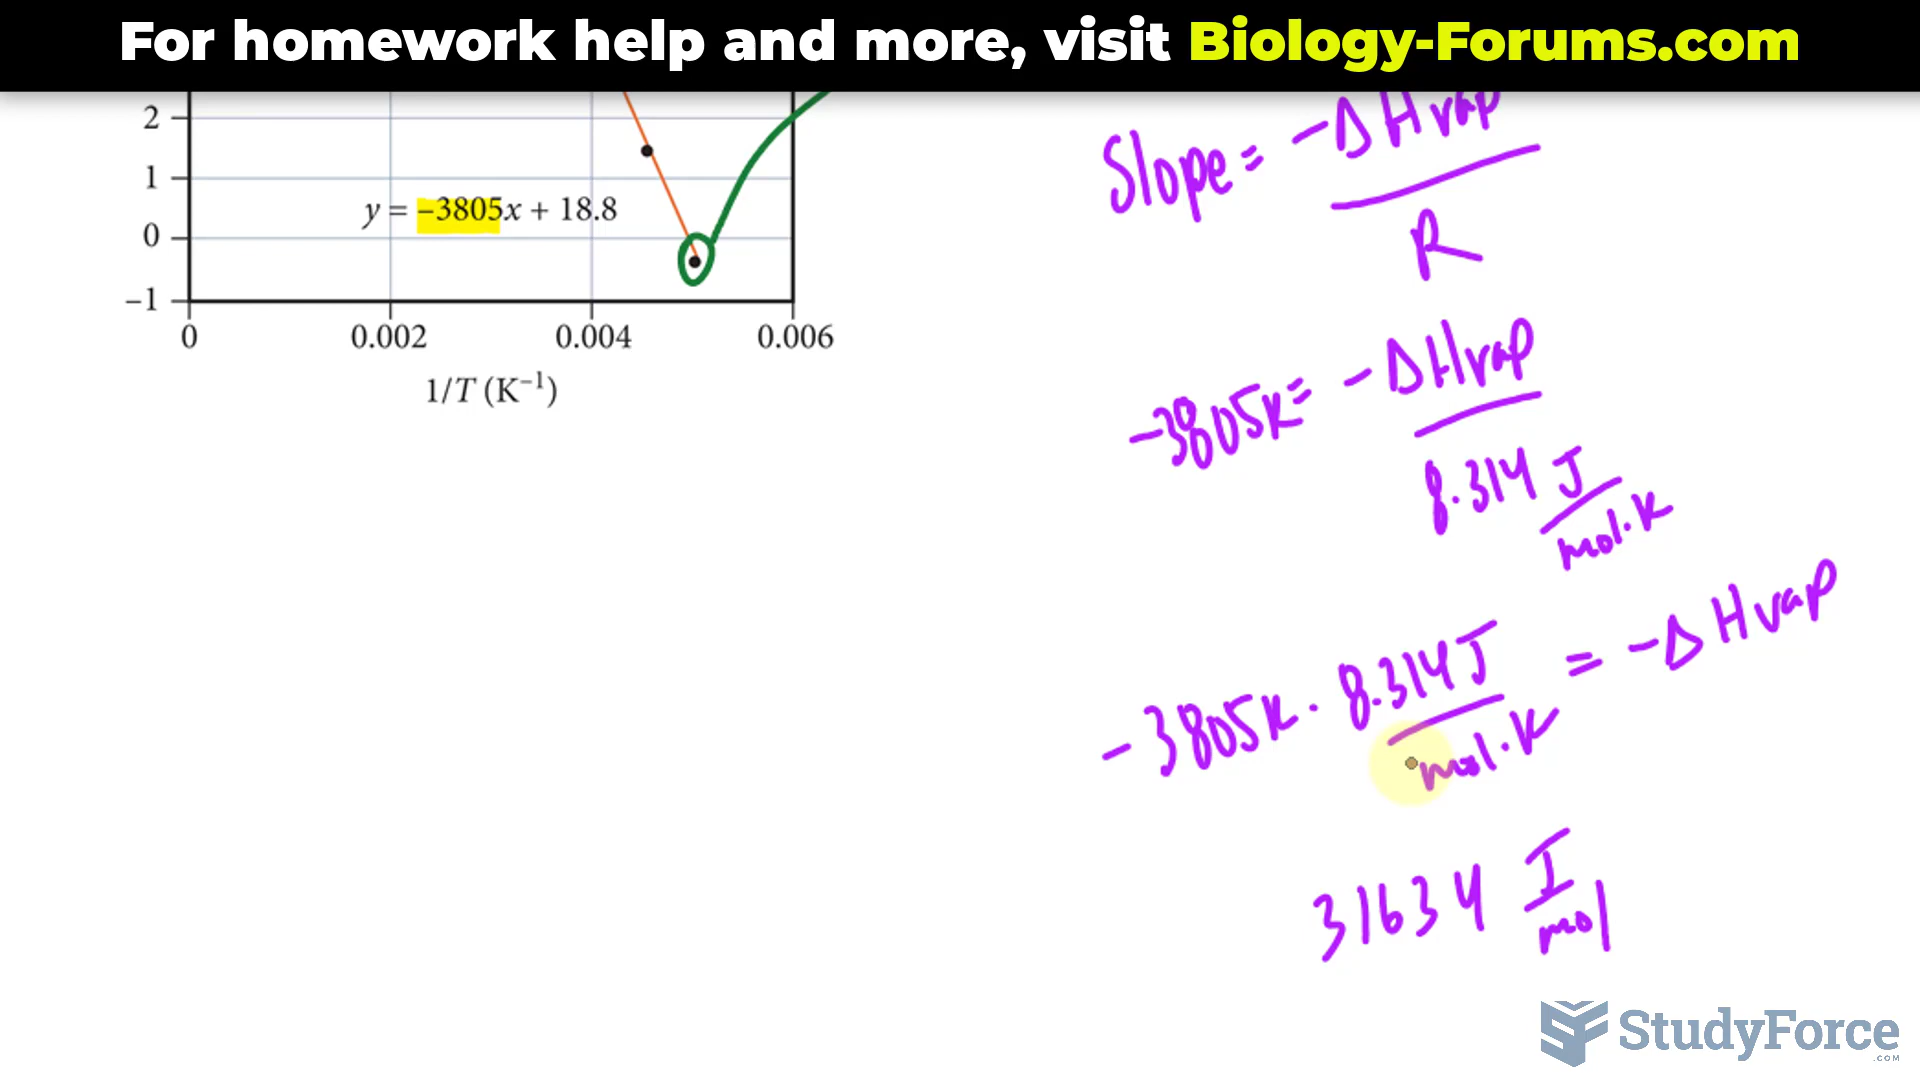 For homework help and more, visit Biology-Forums.com
2
1
y = −3805x + 18.8
0
−1
0 0.002 0.004 0.006
1/T (K⁻¹)
Slope = −ΔHvap
R
−3805K = −ΔHvap
8.314 J
mol·K
−3805K · 8.314 J = −ΔHvap
mol·K
31634 J
mol
StudyForce
.COM